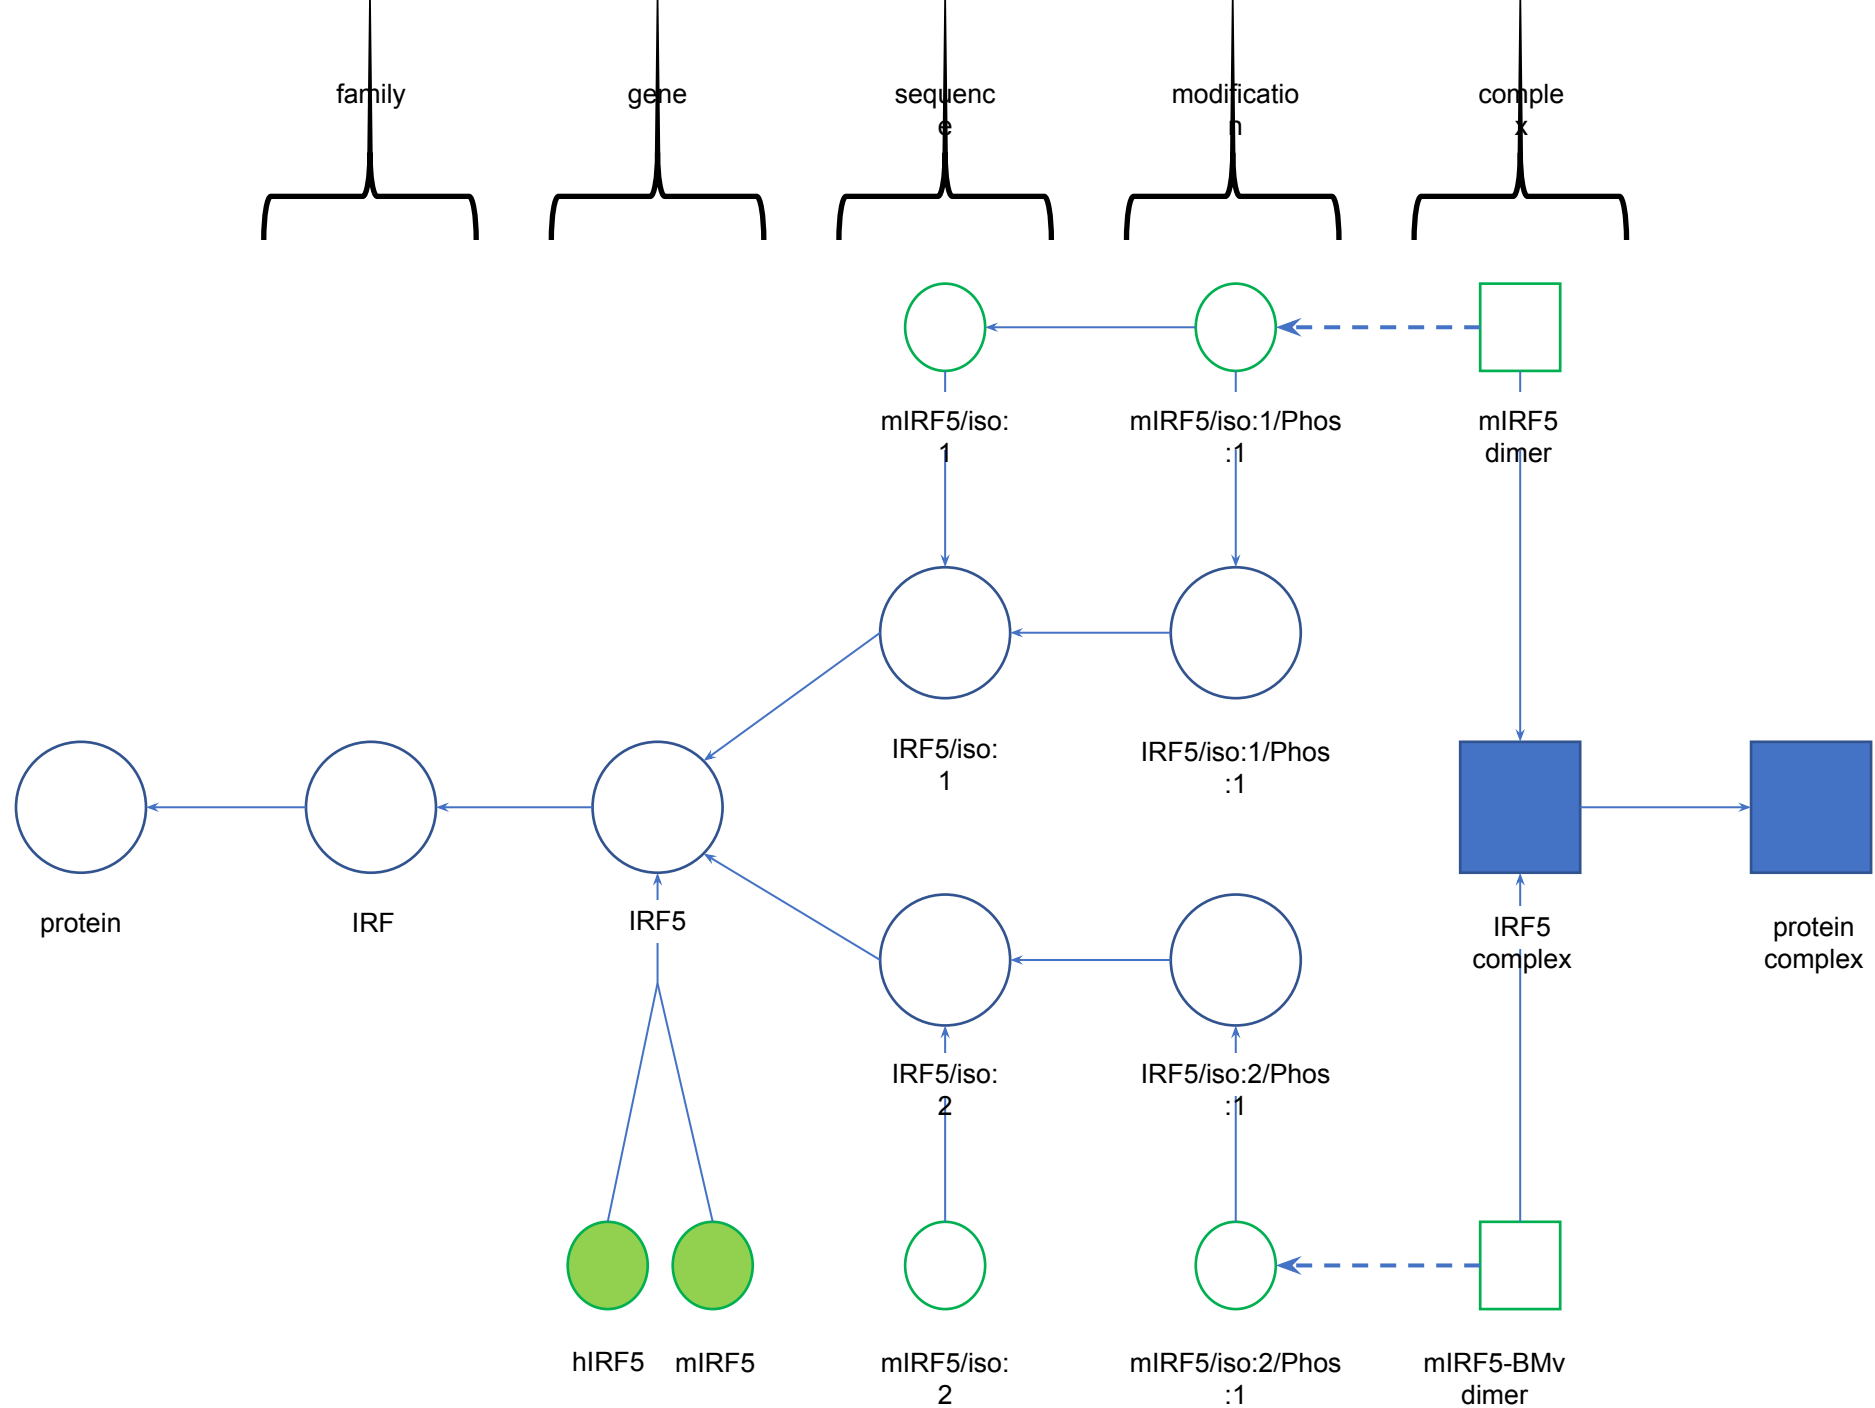 family
gene
sequenc
e
modificatio
n
comple
x
mIRF5/iso:
1
mIRF5/iso:1/Phos
:1
mIRF5
dimer
IRF5/iso:
1
IRF5/iso:1/Phos
:1
protein
IRF
IRF5
IRF5
complex
protein
complex
IRF5/iso:
2
IRF5/iso:2/Phos
:1
hIRF5
mIRF5
mIRF5/iso:
2
mIRF5/iso:2/Phos
:1
mIRF5-BMv
dimer